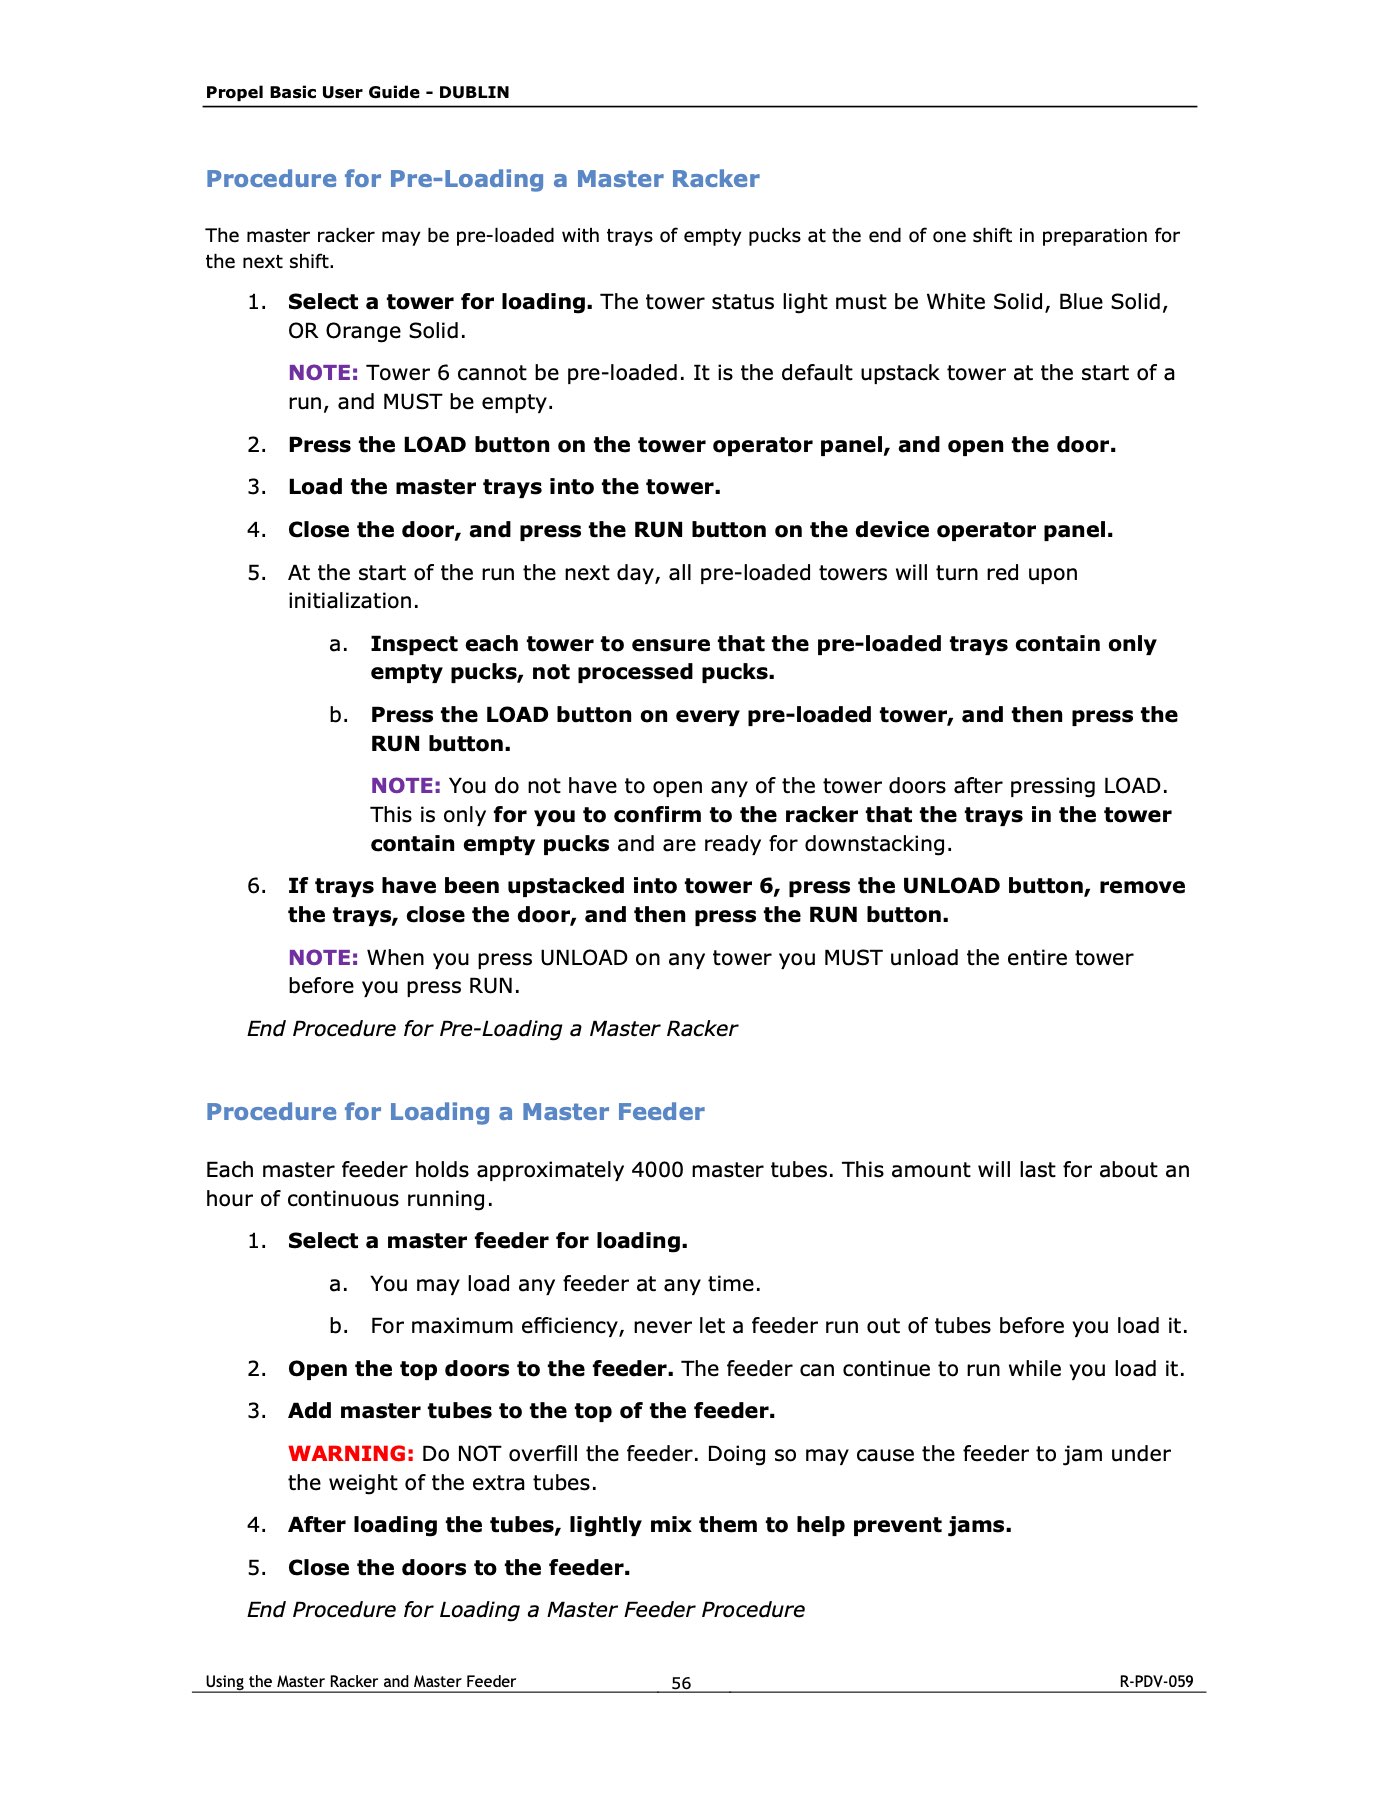 Propel Basic User Guide - DUBLIN
Procedure for Pre-Loading a Master Racker
The master racker may be pre-loaded with trays of empty pucks at the end of one shift in preparation for
the next shift.
1. Select a tower for loading. The tower status light must be White Solid, Blue Solid,
OR Orange Solid.
NOTE: Tower 6 cannot be pre-loaded. It is the default upstack tower at the start of a
run, and MUST be empty.
2. Press the LOAD button on the tower operator panel, and open the door.
3. Load the master trays into the tower.
4. Close the door, and press the RUN button on the device operator panel.
5. At the start of the run the next day, all pre-loaded towers will turn red upon
initialization.
a. Inspect each tower to ensure that the pre-loaded trays contain only
empty pucks, not processed pucks.
b. Press the LOAD button on every pre-loaded tower, and then press the
RUN button.
NOTE: You do not have to open any of the tower doors after pressing LOAD.
This is only for you to confirm to the racker that the trays in the tower
contain empty pucks and are ready for downstacking.
6. If trays have been upstacked into tower 6, press the UNLOAD button, remove
the trays, close the door, and then press the RUN button.
NOTE: When you press UNLOAD on any tower you MUST unload the entire tower
before you press RUN.
End Procedure for Pre-Loading a Master Racker
Procedure for Loading a Master Feeder
Each master feeder holds approximately 4000 master tubes. This amount will last for about an
hour of continuous running.
1. Select a master feeder for loading.
a. You may load any feeder at any time.
b. For maximum efficiency, never let a feeder run out of tubes before you load it.
2. Open the top doors to the feeder. The feeder can continue to run while you load it.
3. Add master tubes to the top of the feeder.
WARNING: Do NOT overfill the feeder. Doing so may cause the feeder to jam under
the weight of the extra tubes.
4. After loading the tubes, lightly mix them to help prevent jams.
5. Close the doors to the feeder.
End Procedure for Loading a Master Feeder Procedure
Using the Master Racker and Master Feeder 56 R-PDV-059